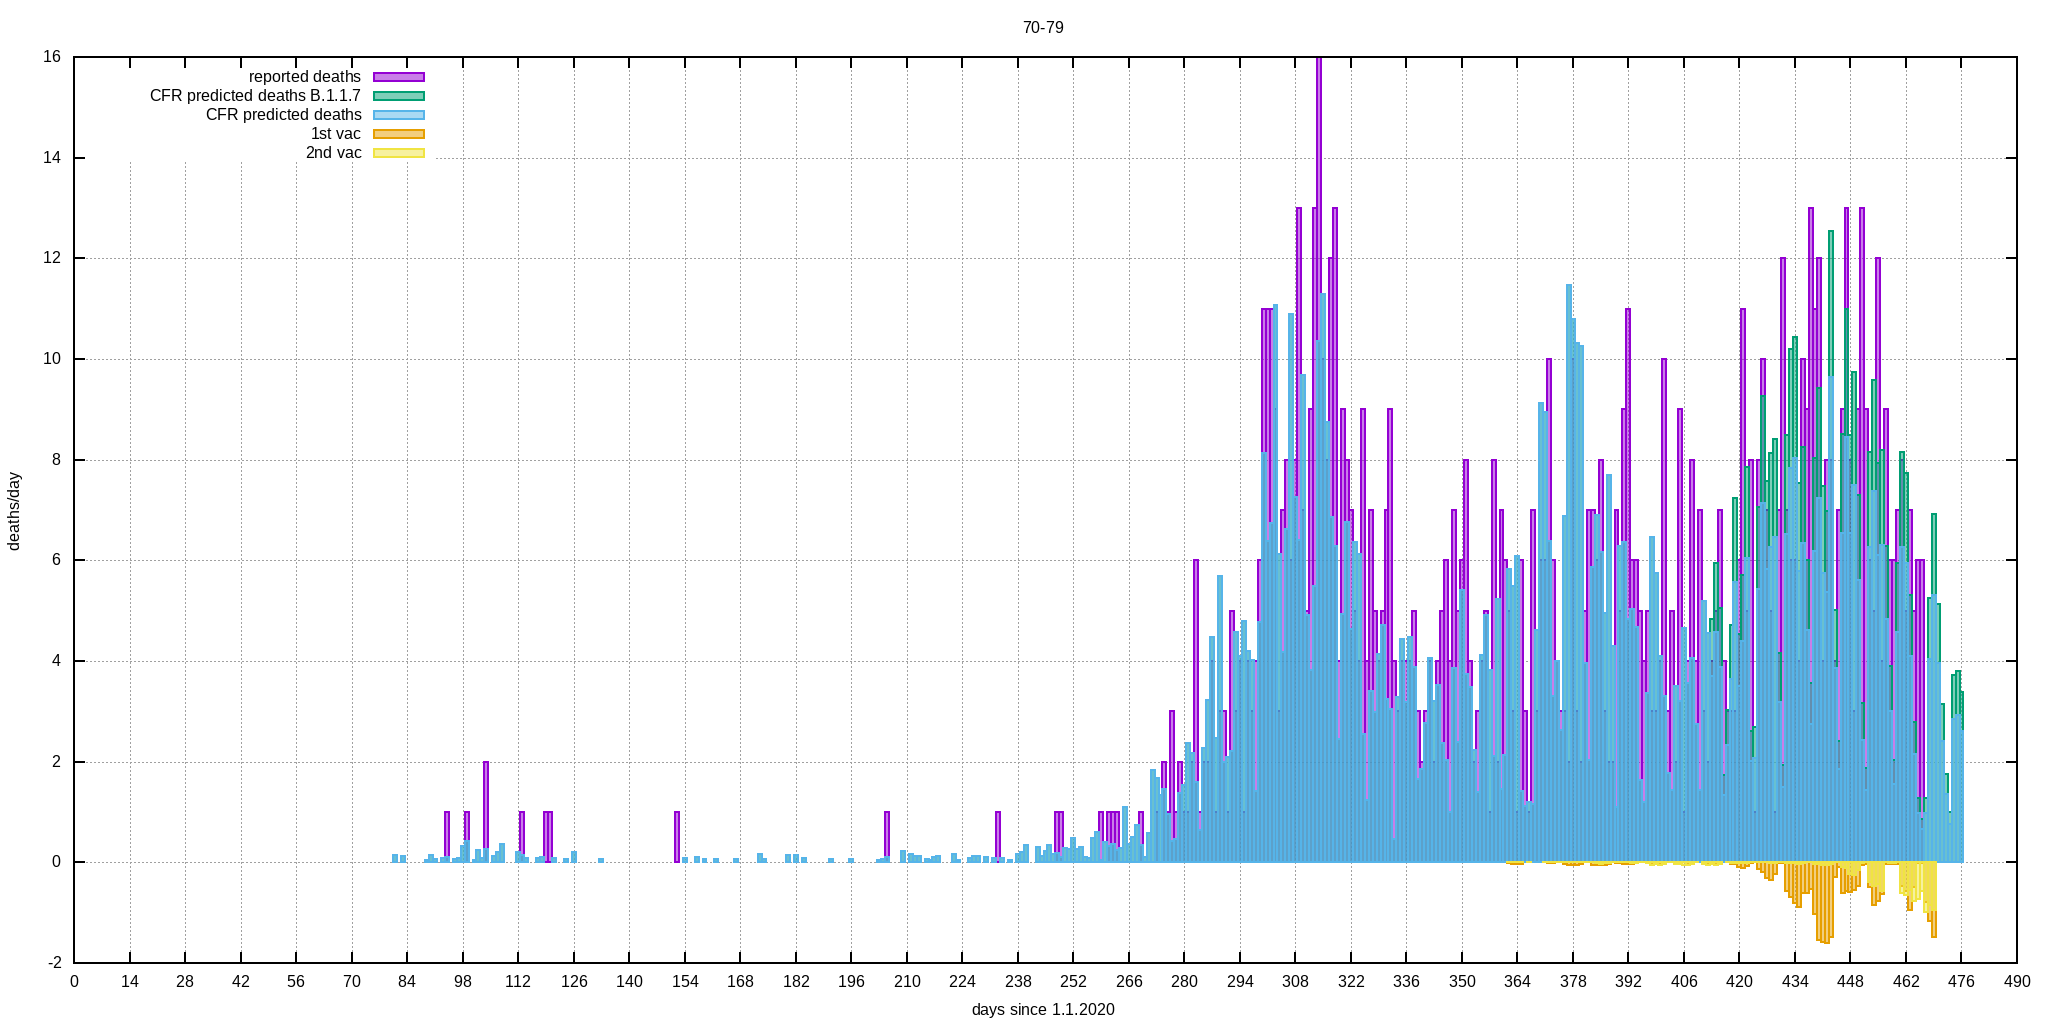 70-79
16
14
12
10
8
6
4
2
0
-2
deaths/day
reported deaths
CFR predicted deaths B.1.1.7
CFR predicted deaths
1st vac
2nd vac
0 14 28 42 56 70 84 98 112 126 140 154 168 182 196 210 224 238 252 266 280 294 308 322 336 350 364 378 392 406 420 434 448 462 476 490
days since 1.1.2020